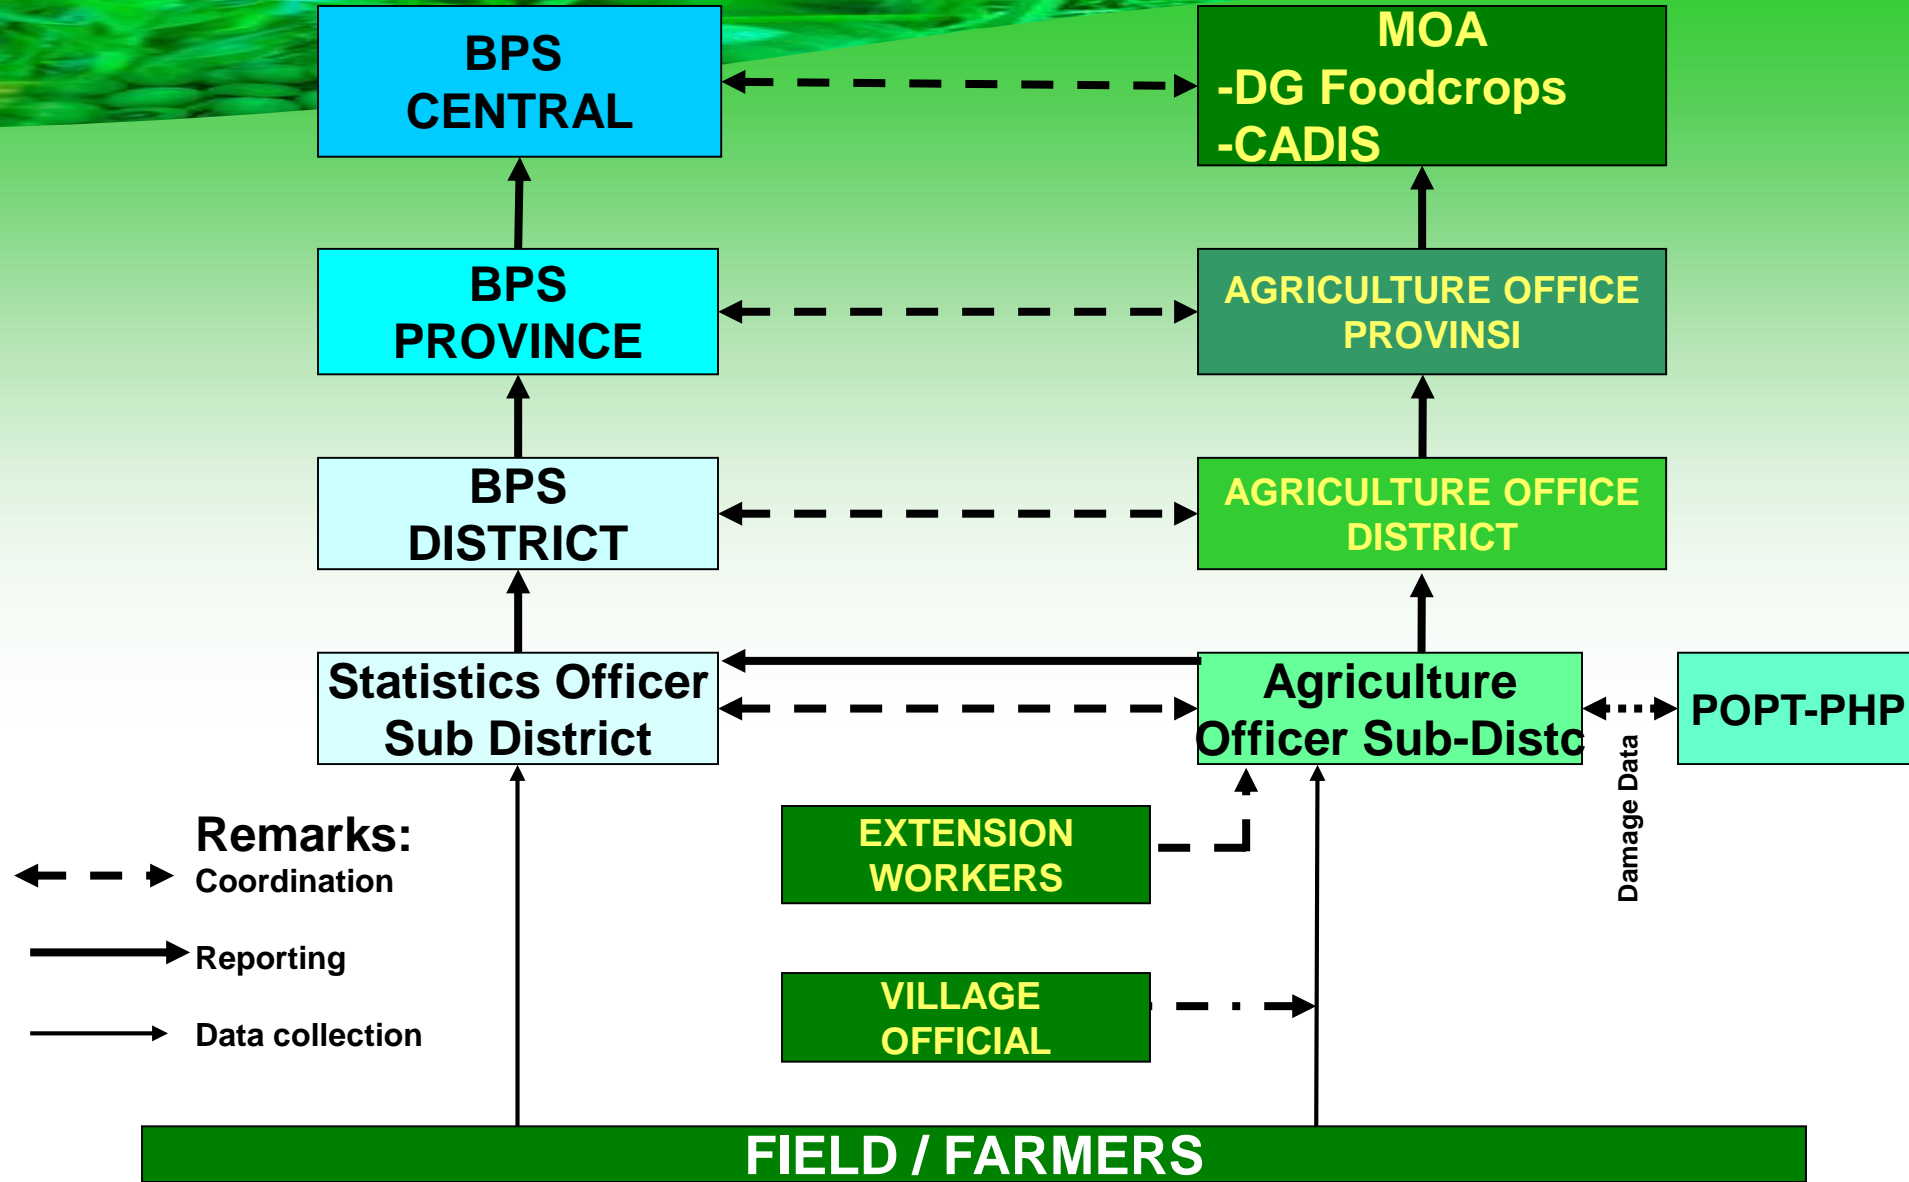 BPS
CENTRAL
MOA
-DG Foodcrops
-CADIS
BPS
PROVINCE
AGRICULTURE OFFICE
PROVINSI
BPS
DISTRICT
AGRICULTURE OFFICE
DISTRICT
Statistics Officer
Sub District
Agriculture
Officer Sub-Distc
POPT-PHP
Damage Data
EXTENSION
WORKERS
Remarks:
Coordination
Reporting
Data collection
VILLAGE
OFFICIAL
FIELD / FARMERS